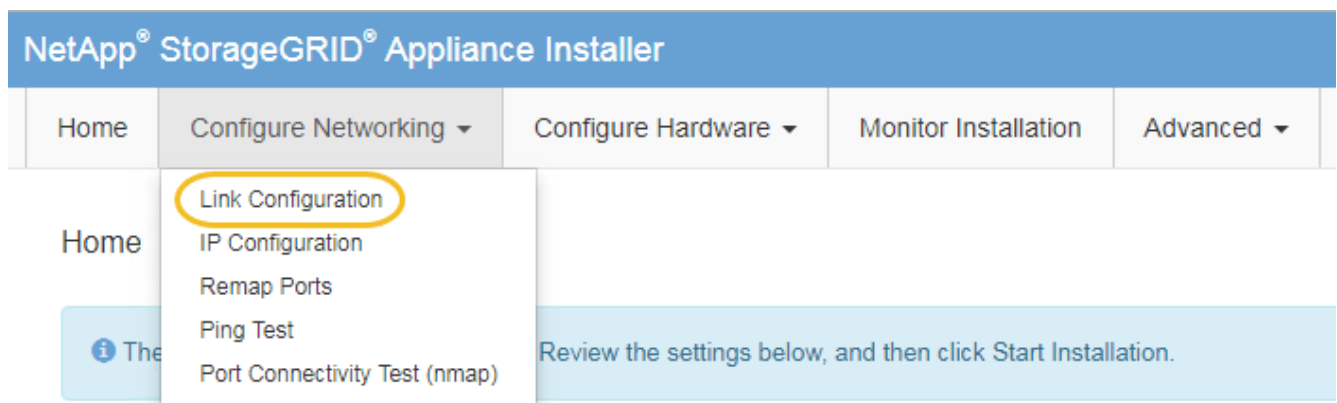 NetApp® StorageGRID® Appliance Installer
Home Configure Networking Configure Hardware Monitor Installation Advanced
Link Configuration
Home IP Configuration
Remap Ports
Ping Test
The Review the settings below, and then click Start Installation.
Port Connectivity Test (nmap)